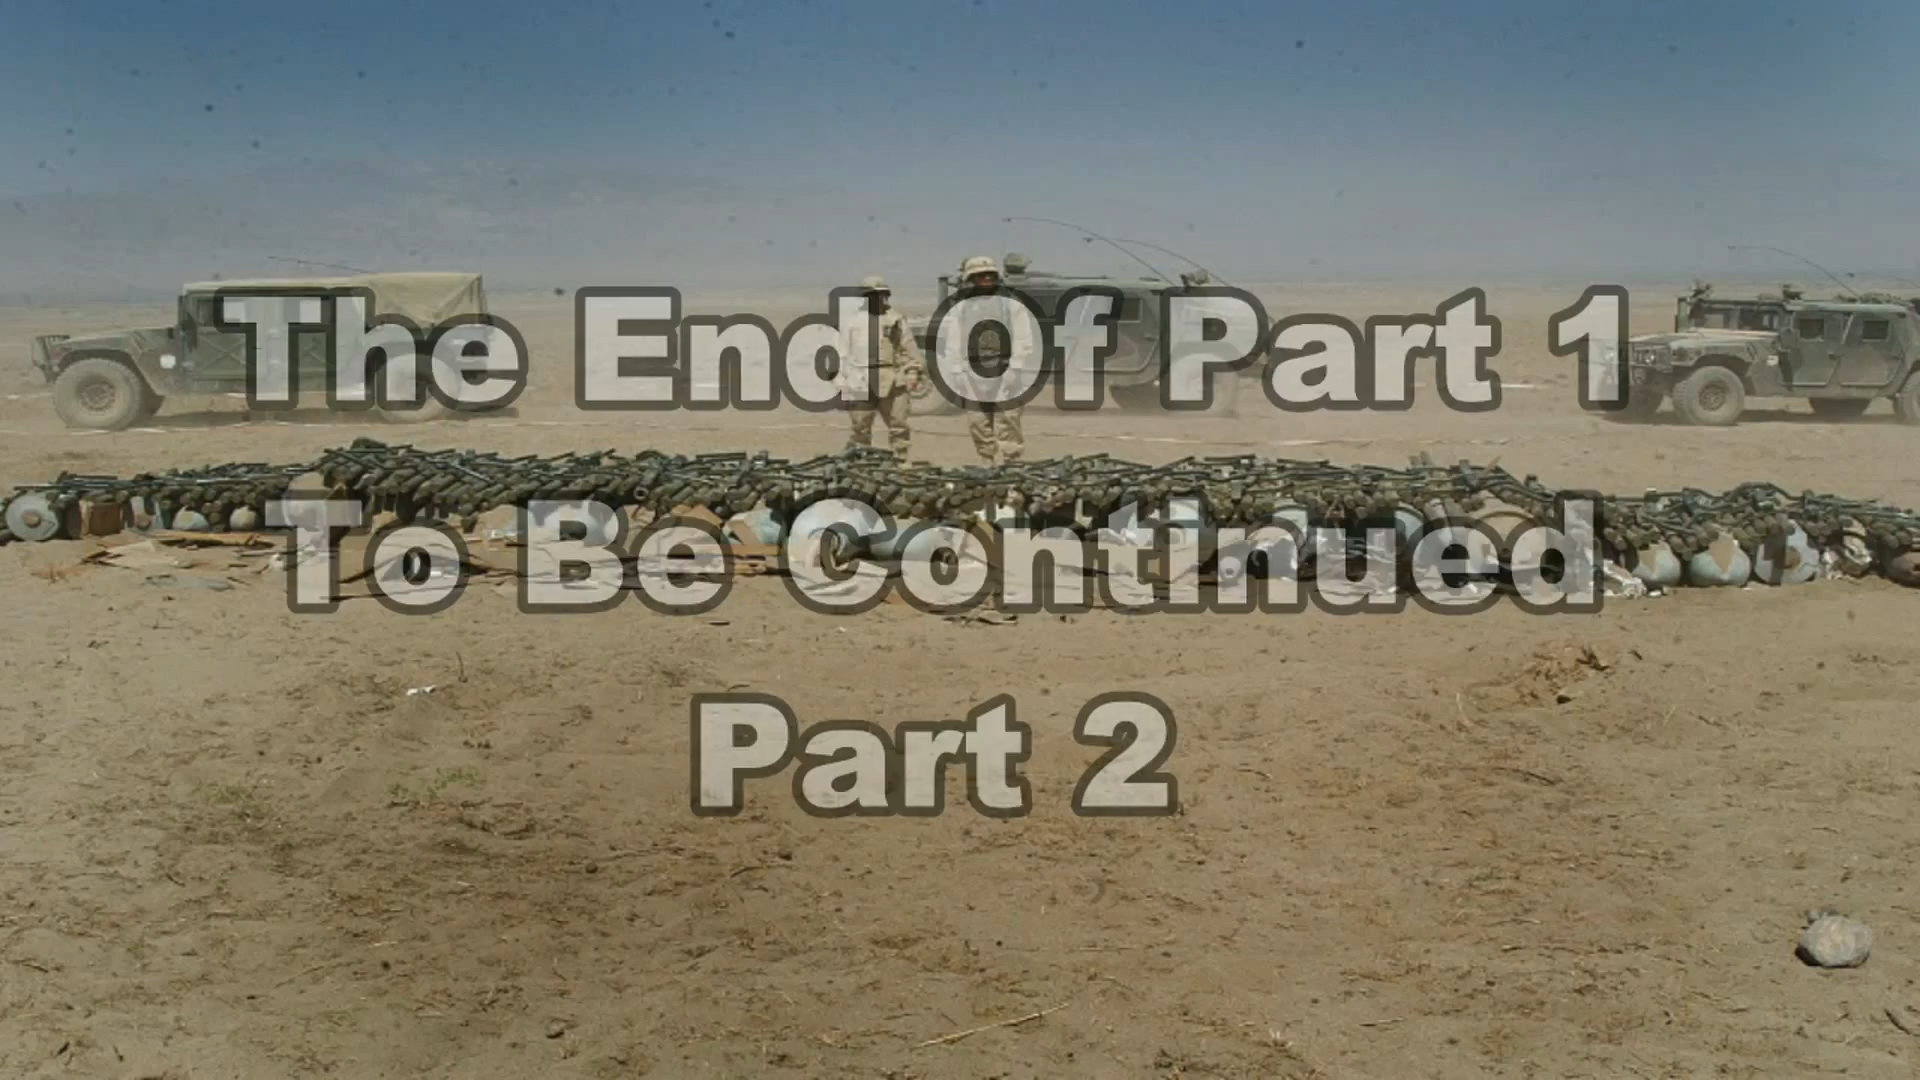 The End Of Part 1
To Be Continued
Part 2